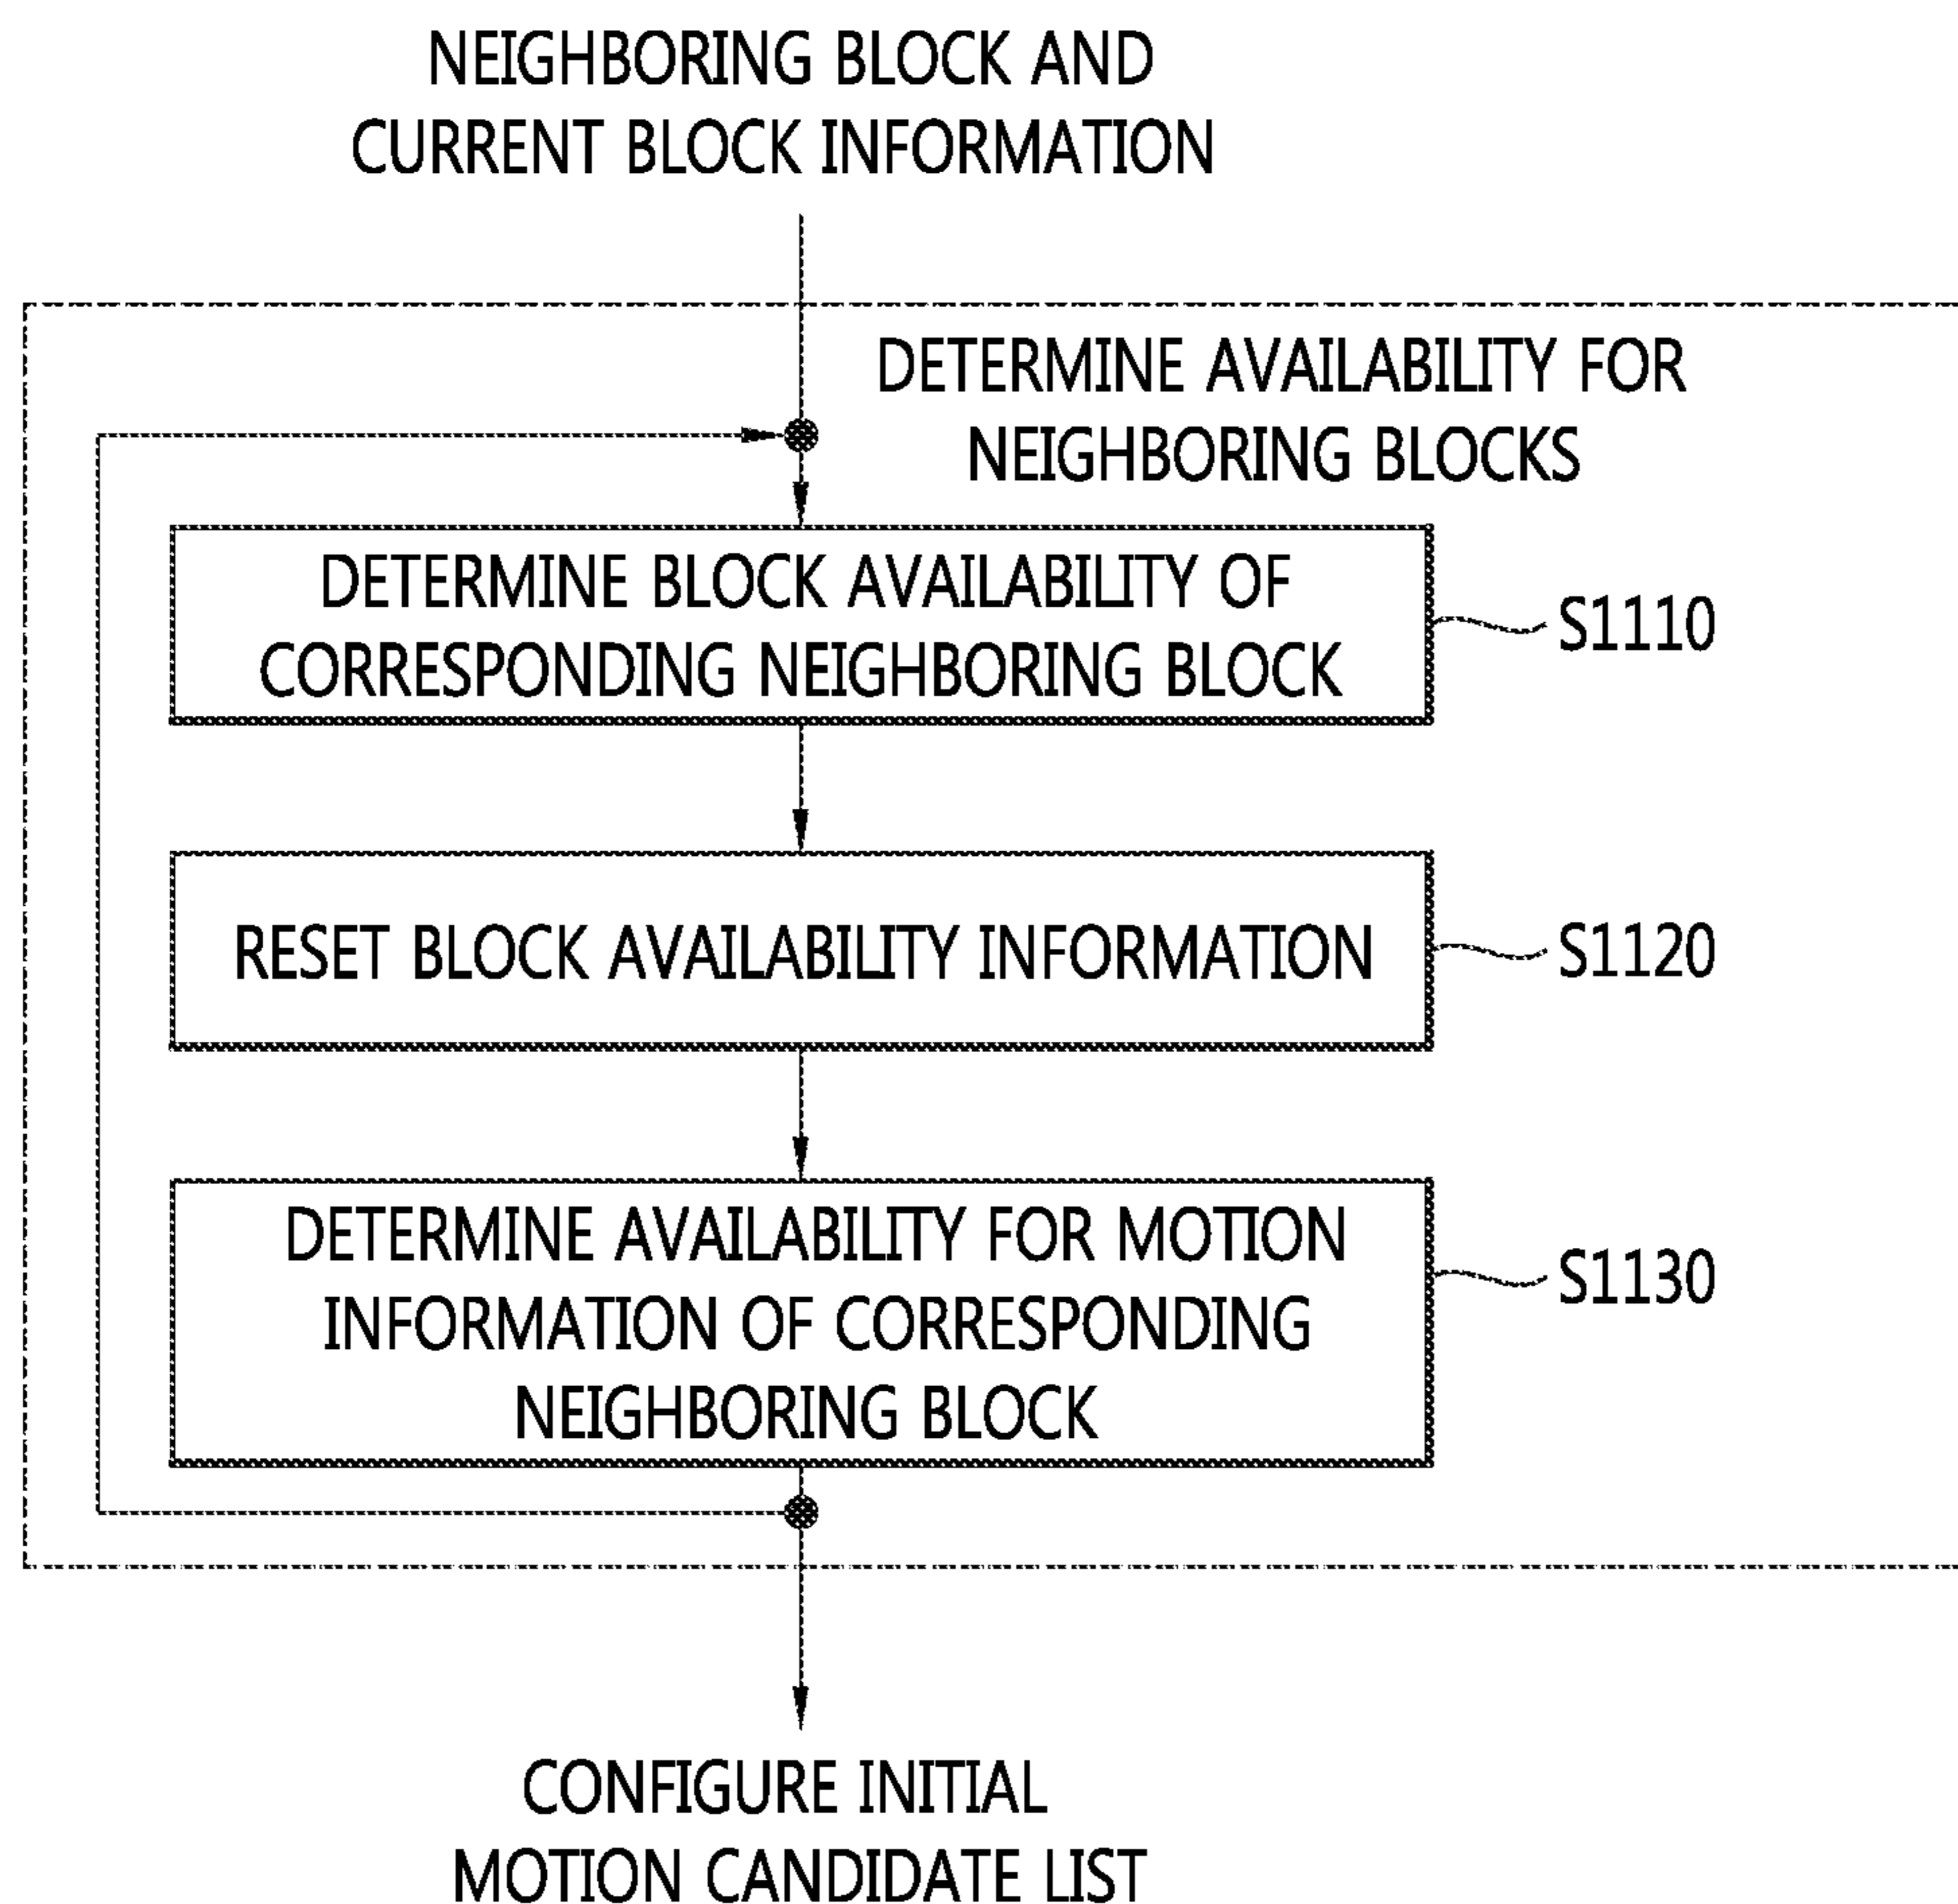 NEIGHBORING BLOCK AND
CURRENT BLOCK INFORMATION
DETERMINE AVAILABILITY FOR
NEIGHBORING BLOCKS
DETERMINE BLOCK AVAILABILITY OF
CORRESPONDING NEIGHBORING BLOCK
S1110
RESET BLOCK AVAILABILITY INFORMATION
S1120
DETERMINE AVAILABILITY FOR MOTION
INFORMATION OF CORRESPONDING
NEIGHBORING BLOCK
S1130
CONFIGURE INITIAL
MOTION CANDIDATE LIST